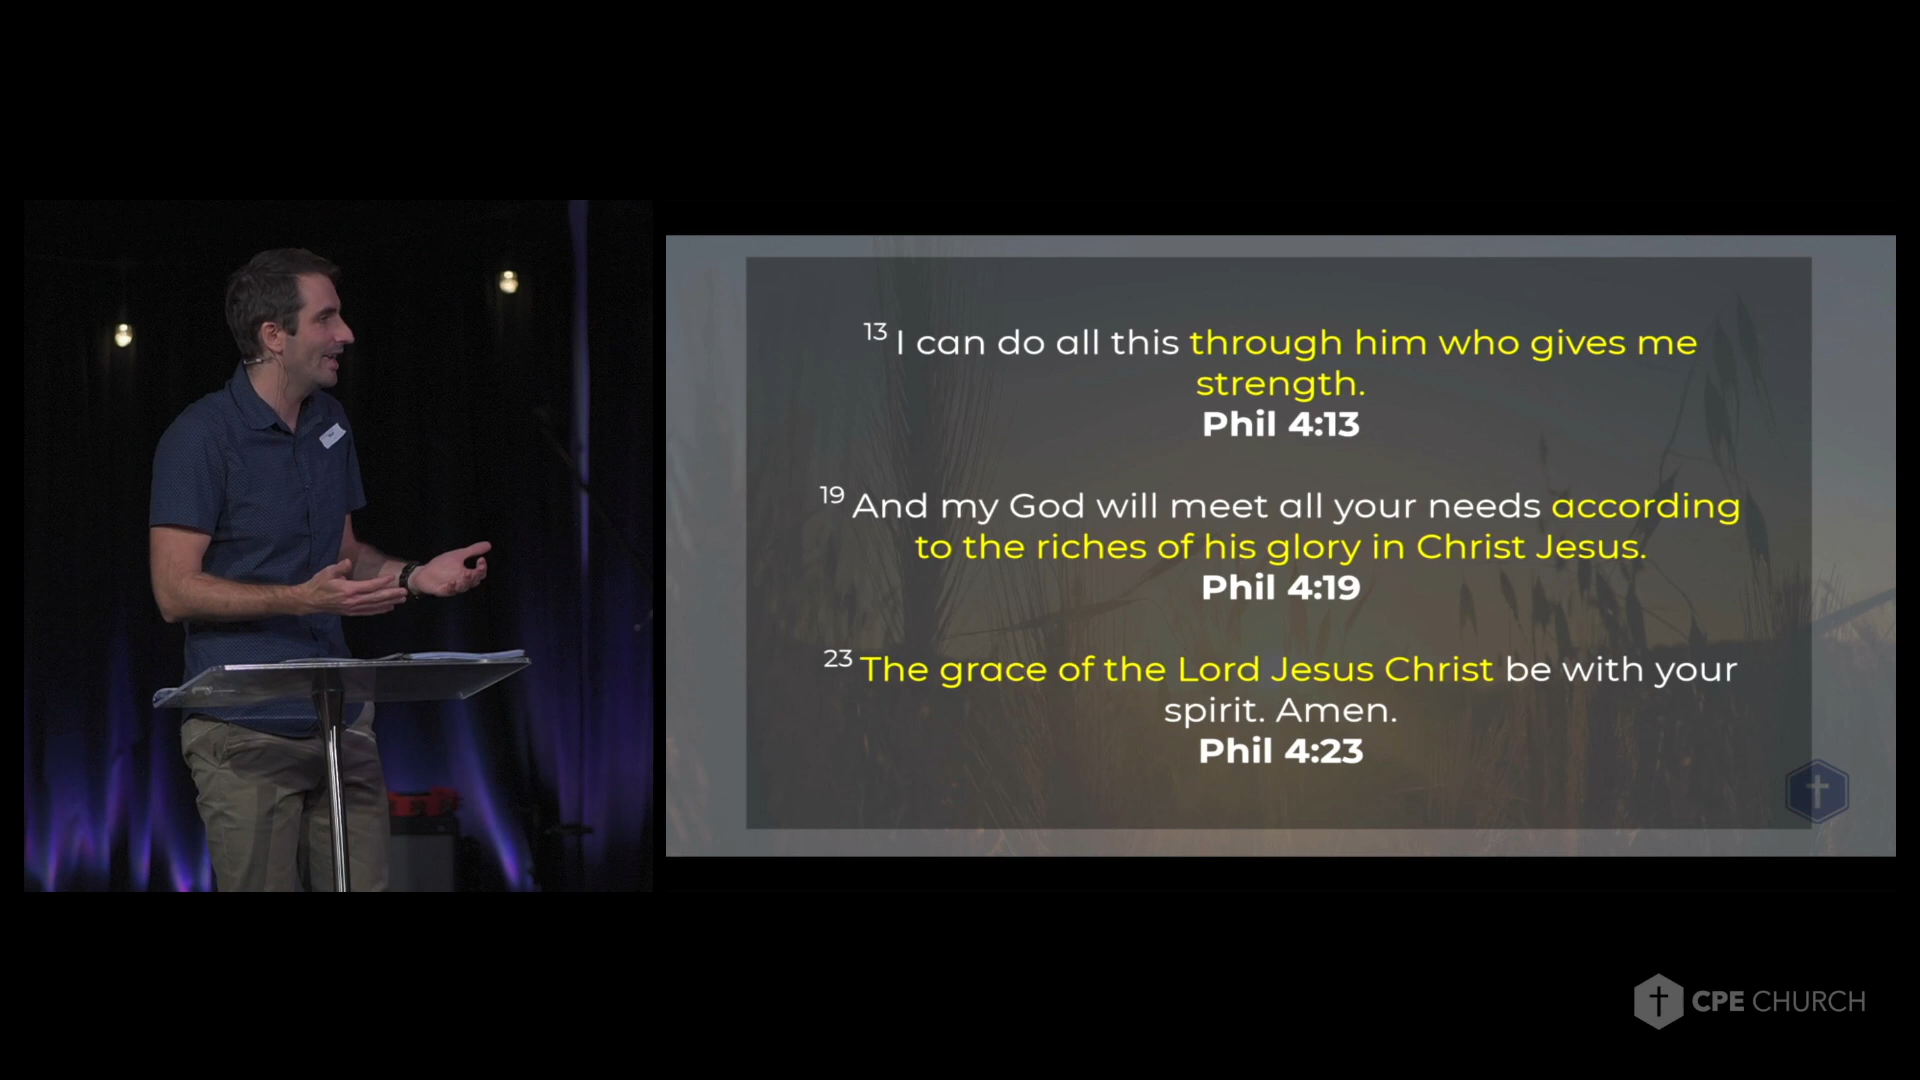 13 I can do all this through him who gives me
strength.
Phil 4:13
19 And my God will meet all your needs according
to the riches of his glory in Christ Jesus.
Phil 4:19
23 The grace of the Lord Jesus Christ be with your
spirit. Amen.
Phil 4:23
CPE CHURCH